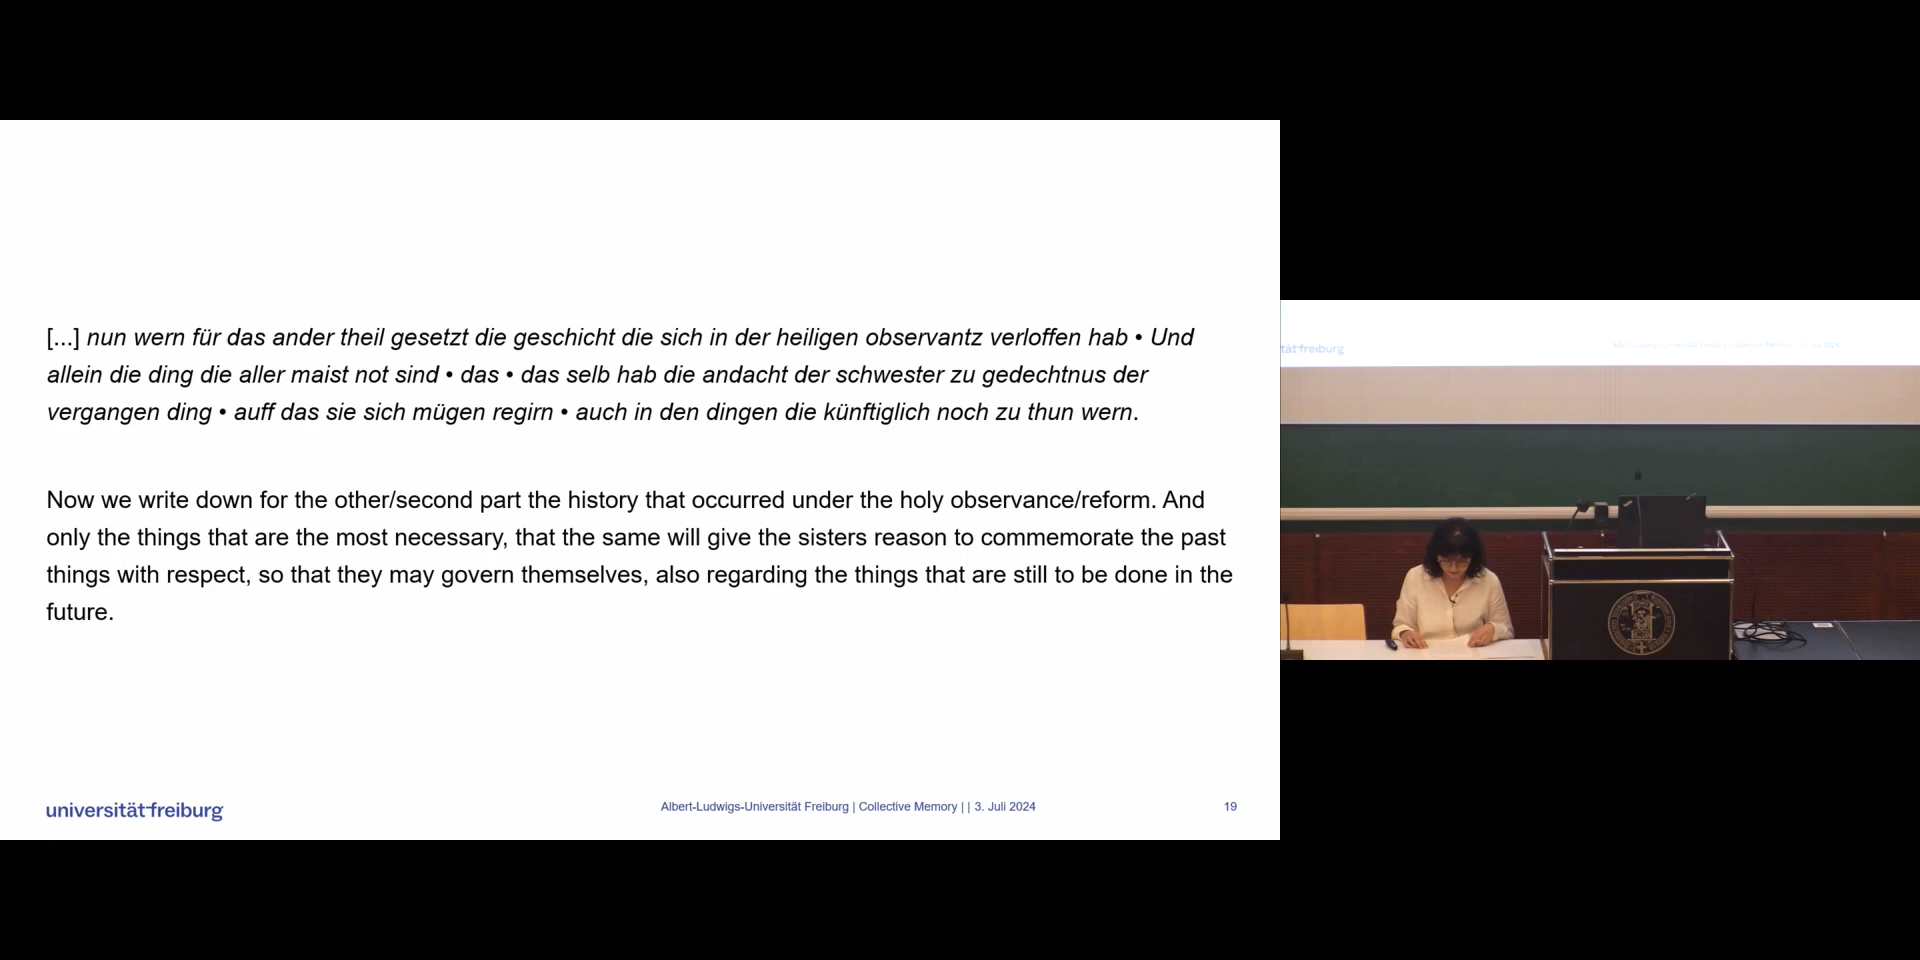 [...] nun wern für das ander theil gesetzt die geschicht die sich in der heiligen observantz verloffen hab • Und
allein die ding die aller maist not sind • das • das selb hab die andacht der schwester zu gedechtnus der
vergangen ding • auff das sie sich mügen regirn • auch in den dingen die künftiglich noch zu thun wern.
Now we write down for the other/second part the history that occurred under the holy observance/reform. And
only the things that are the most necessary, that the same will give the sisters reason to commemorate the past
things with respect, so that they may govern themselves, also regarding the things that are still to be done in the
future.
universität freiburg
Albert-Ludwigs-Universität Freiburg | Collective Memory | | 3. Juli 2024
19
tät freiburg